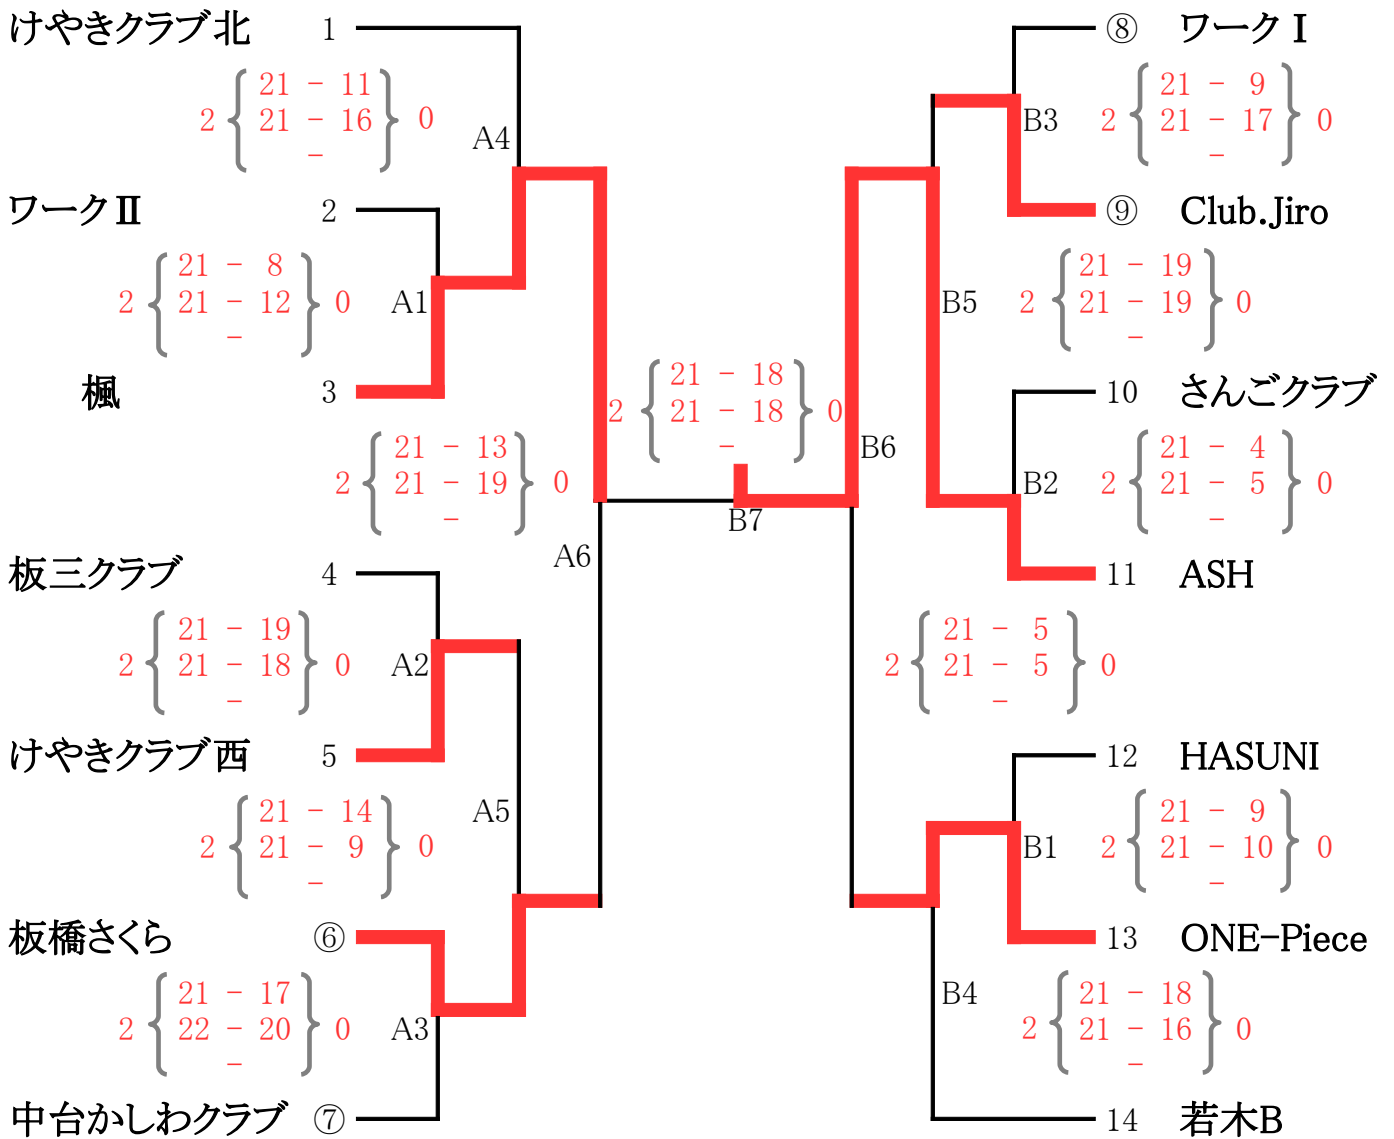 けやきクラブ北 1
21 - 11
2 { 21 - 16 } 0
-
A4
ワークⅡ 2
21 - 8
2 { 21 - 12 } 0
-
A1
楓 3
21 - 13
2 { 21 - 19 } 0
-
A6
板三クラブ 4
21 - 19
2 { 21 - 18 } 0
-
A2
けやきクラブ西 5
21 - 14
2 { 21 - 9 } 0
-
A5
板橋さくら ⑥
21 - 17
2 { 22 - 20 } 0
-
A3
中台かしわクラブ ⑦
21 - 18
2 { 21 - 18 } 0
-
B7
⑧ ワークⅠ
21 - 9
B3 2 { 21 - 17 } 0
-
⑨ Club.Jiro
21 - 19
B5 2 { 21 - 19 } 0
-
10 さんごクラブ
B6
21 - 4
B2 2 { 21 - 5 } 0
-
11 ASH
21 - 5
2 { 21 - 5 } 0
-
12 HASUNI
21 - 9
B1 2 { 21 - 10 } 0
-
13 ONE-Piece
21 - 18
B4 2 { 21 - 16 } 0
-
14 若木B